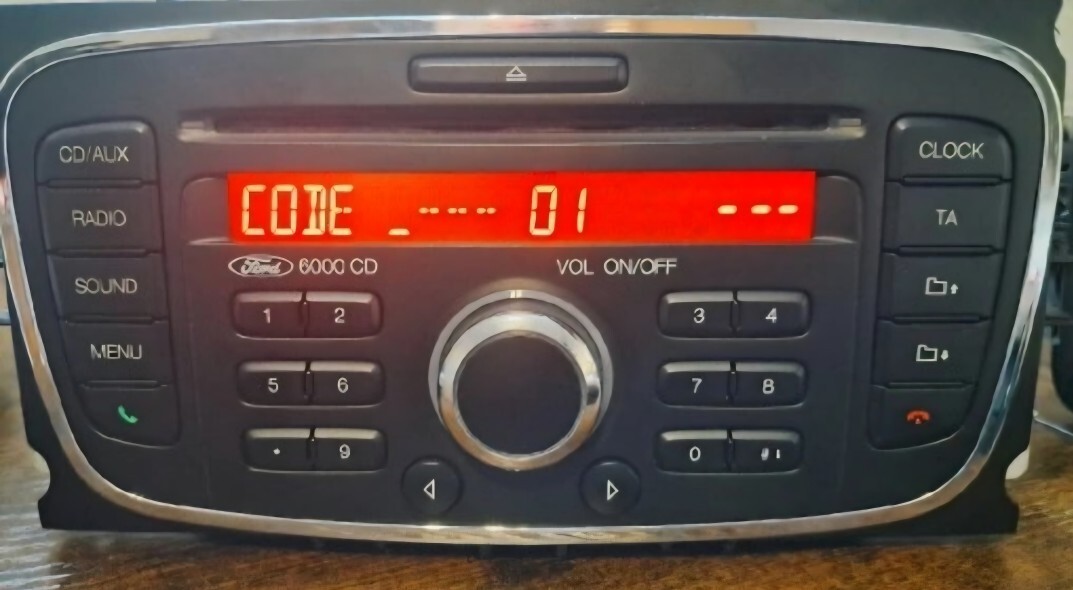 CD/AUX
CLOCK
RADIO
CODE _--- 01 ---
TA
SOUND
Ford 6000 CD
VOL ON/OFF
1 2
3 4
MENU
5 6
7 8
* 9
0